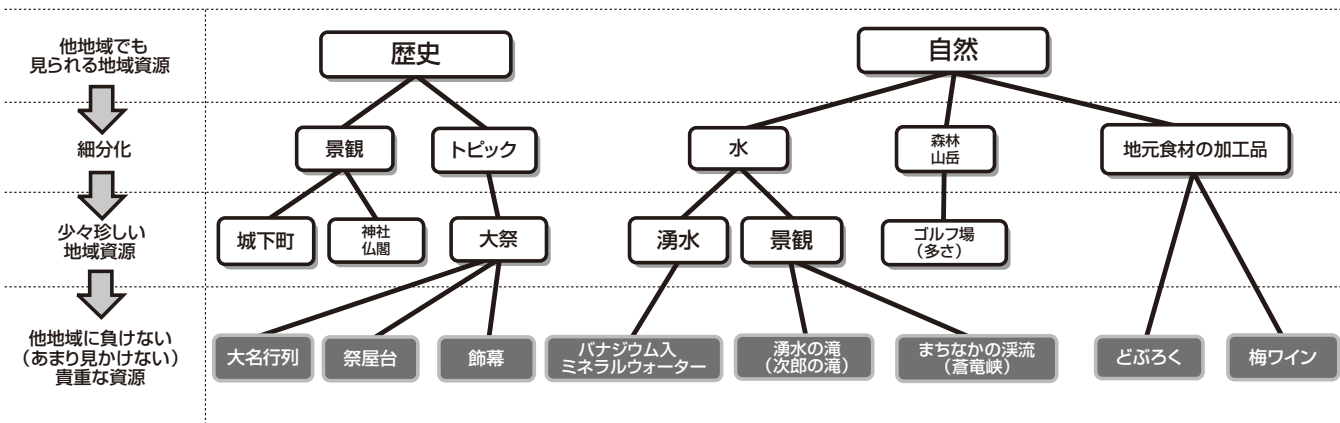 他地域でも
見られる地域資源
細分化
少々珍しい
地域資源
他地域に負けない
（あまり見かけない）
貴重な資源
歴史
自然
景観
トピック
水
森林
山岳
地元食材の加工品
城下町
神社
仏閣
大祭
湧水
景観
ゴルフ場
（多さ）
大名行列
祭屋台
飾幕
バナジウム入
ミネラルウォーター
湧水の滝
（次郎の滝）
まちなかの渓流
（蒼竜峡）
どぶろく
梅ワイン